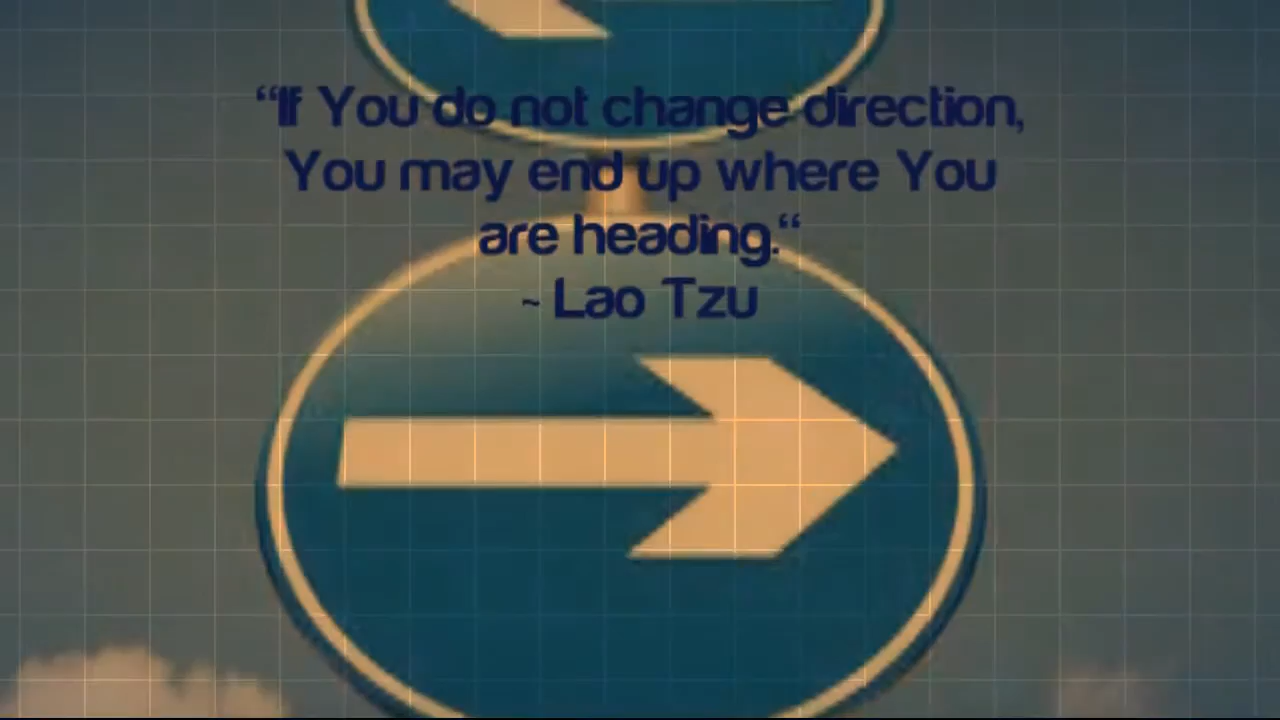 “If You do not change direction,
You may end up where You
are heading.“
~ Lao Tzu